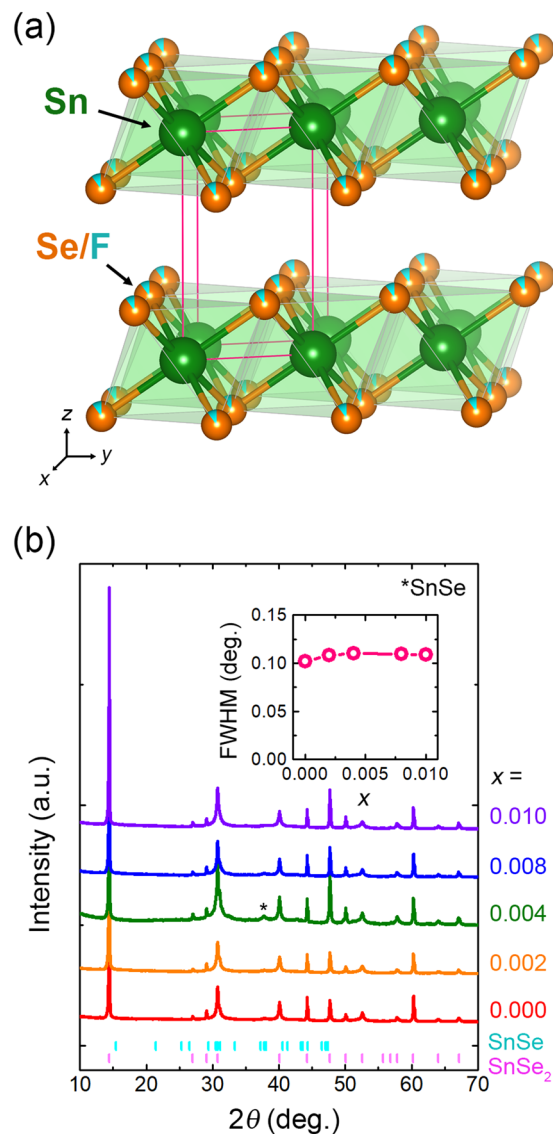 (a)
Sn
Se/F
z
x
y
(b)
*SnSe
0.15
0.10
0.05
0.00
FWHM (deg.)
0.000 0.005 0.010
x
x =
0.010
0.008
*
0.004
0.002
0.000
SnSe
SnSe₂
Intensity (a.u.)
10 20 30 40 50 60 70
2θ (deg.)